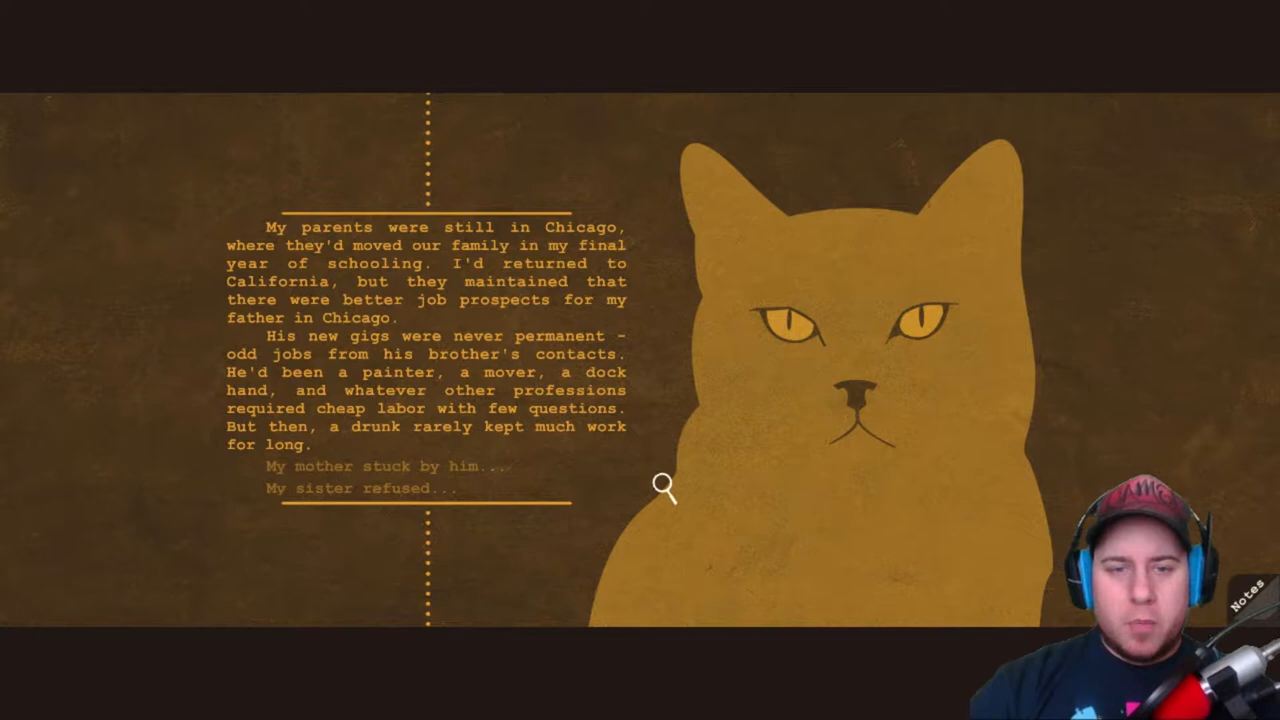 My parents were still in Chicago,
where they'd moved our family in my final
year of schooling. I'd returned to
California, but they maintained that
there were better job prospects for my
father in Chicago.
His new gigs were never permanent –
odd jobs from his brother's contacts.
He'd been a painter, a mover, a dock
hand, and whatever other professions
required cheap labor with few questions.
But then, a drunk rarely kept much work
for long.
My mother stuck by him...
My sister refused...
Notes